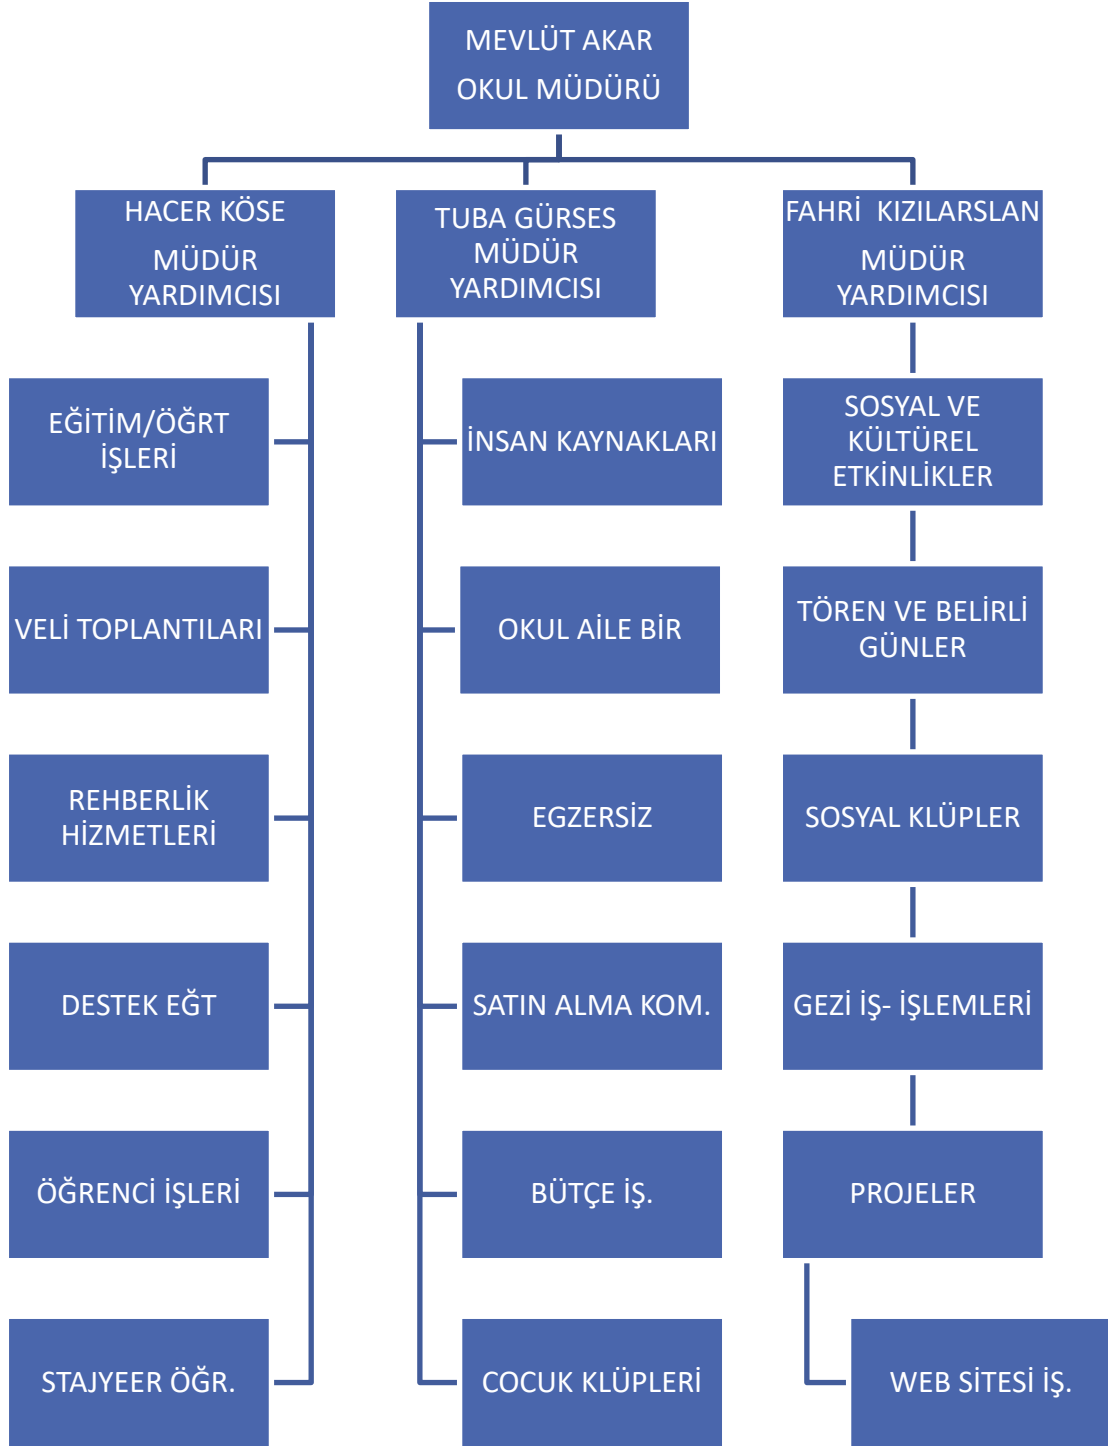 MEVLÜT AKAR
OKUL MÜDÜRÜ
HACER KÖSE
MÜDÜR
YARDIMCISI
TUBA GÜRSES
MÜDÜR
YARDIMCISI
FAHRİ  KIZILARSLAN
MÜDÜR
YARDIMCISI
EĞİTİM/ÖĞRT
İŞLERİ
İNSAN KAYNAKLARI
SOSYAL VE
KÜLTÜREL
ETKİNLİKLER
VELİ TOPLANTILARI
OKUL AİLE BİR
TÖREN VE BELİRLİ
GÜNLER
REHBERLİK
HİZMETLERİ
EGZERSİZ
SOSYAL KLÜPLER
DESTEK EĞT
SATIN ALMA KOM.
GEZİ İŞ- İŞLEMLERİ
ÖĞRENCİ İŞLERİ
BÜTÇE İŞ.
PROJELER
STAJYEER ÖĞR.
COCUK KLÜPLERİ
WEB SİTESİ İŞ.